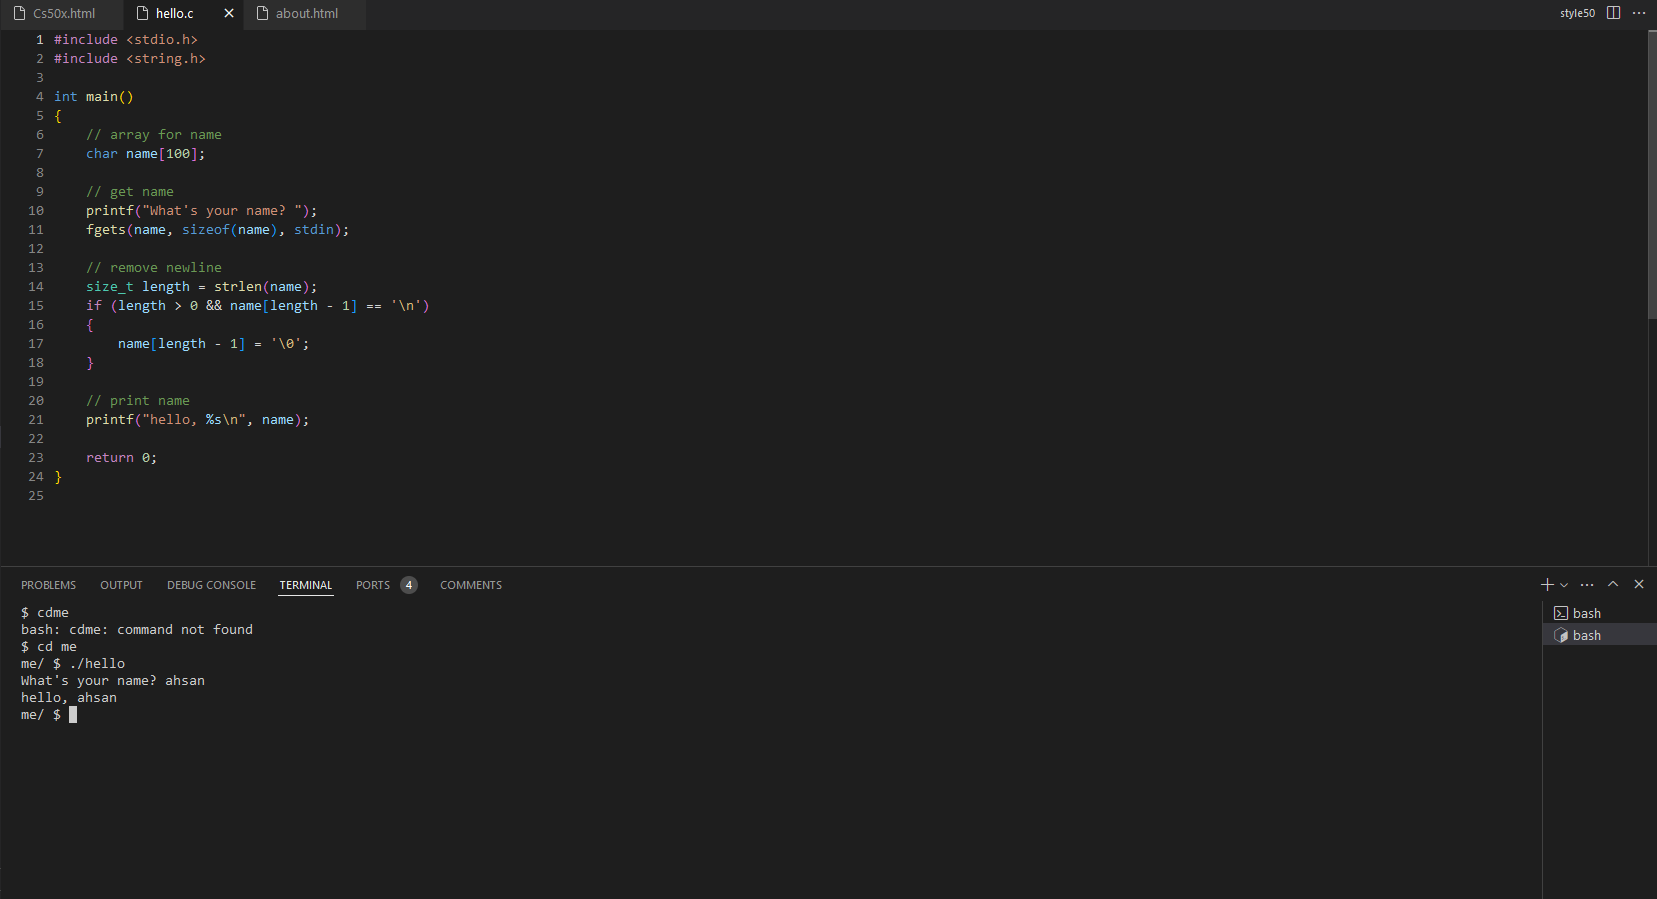 Cs50x.html hello.c about.html style50
1 #include <stdio.h>
2 #include <string.h>
3
4 int main()
5 {
6     // array for name
7     char name[100];
8
9     // get name
10     printf("What's your name? ");
11     fgets(name, sizeof(name), stdin);
12
13     // remove newline
14     size_t length = strlen(name);
15     if (length > 0 && name[length - 1] == '\n')
16     {
17         name[length - 1] = '\0';
18     }
19
20     // print name
21     printf("hello, %s\n", name);
22
23     return 0;
24 }
25
PROBLEMS OUTPUT DEBUG CONSOLE TERMINAL PORTS 4 COMMENTS
$ cdme
bash: cdme: command not found
$ cd me
me/ $ ./hello
What's your name? ahsan
hello, ahsan
me/ $
bash
bash